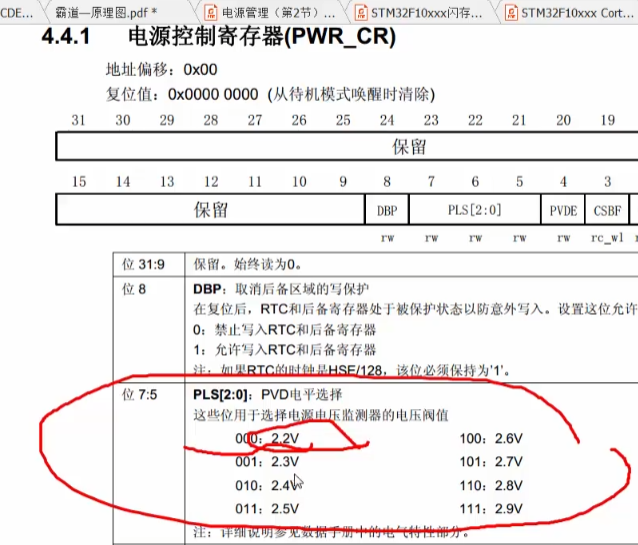 CDE...
霸道—原理图.pdf *
电源管理（第2节）...
STM32F10xxx闪存...
STM32F10xxx Cort...
4.4.1 电源控制寄存器(PWR_CR)
地址偏移：0x00
复位值：0x0000 0000 (从待机模式唤醒时清除)
31 30 29 28 27 26 25 24 23 22 21 20 19
保留
15 14 13 12 11 10 9 8 7 6 5 4 3
保留 DBP PLS[2:0] PVDE CSBF
rw rw rw rw rw rc_w1
位 31:9 保留。始终读为0。
位 8 DBP：取消后备区域的写保护
在复位后，RTC和后备寄存器处于被保护状态以防意外写入。设置这位允许
0：禁止写入RTC和后备寄存器
1：允许写入RTC和后备寄存器
注：如果RTC的时钟是HSE/128，该位必须保持为'1'。
位 7:5 PLS[2:0]：PVD电平选择
这些位用于选择电源电压监测器的电压阀值
000：2.2V 100：2.6V
001：2.3V 101：2.7V
010：2.4V 110：2.8V
011：2.5V 111：2.9V
注：详细说明参见数据手册中的电气特性部分。